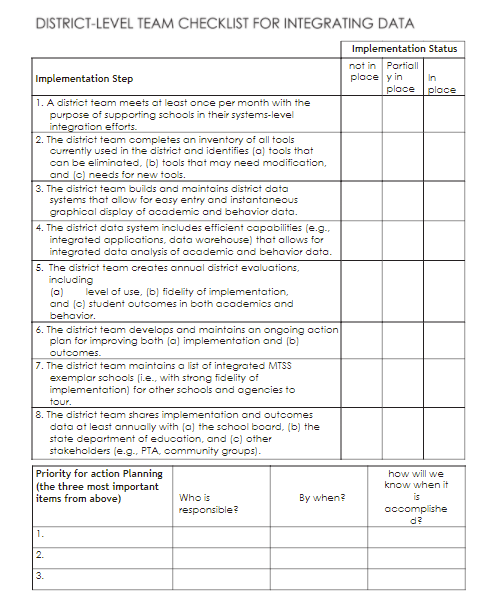 DISTRICT-LEVEL TEAM CHECKLIST FOR INTEGRATING DATA
Implementation Status
Implementation Step
not in place
Partiall y in place
In place
1. A district team meets at least once per month with the
purpose of supporting schools in their systems-level
integration efforts.
2. The district team completes an inventory of all tools
currently used in the district and identifies (a) tools that
can be eliminated, (b) tools that may need modification,
and (c) needs for new tools.
3. The district team builds and maintains district data
systems that allow for easy entry and instantaneous
graphical display of academic and behavior data.
4. The district data system includes efficient capabilities (e.g.,
integrated applications, data warehouse) that allows for
integrated data analysis of academic and behavior data.
5. The district team creates annual district evaluations,
including
(a) level of use, (b) fidelity of implementation,
and (c) student outcomes in both academics and
behavior.
6. The district team develops and maintains an ongoing action
plan for improving both (a) implementation and (b)
outcomes.
7. The district team maintains a list of integrated MTSS
exemplar schools (i.e., with strong fidelity of
implementation) for other schools and agencies to
tour.
8. The district team shares implementation and outcomes
data at least annually with (a) the school board, (b) the
state department of education, and (c) other
stakeholders (e.g., PTA, community groups).
Priority for action Planning
(the three most important
items from above)
Who is
responsible?
By when?
how will we
know when it
is
accomplishe
d?
1.
2.
3.